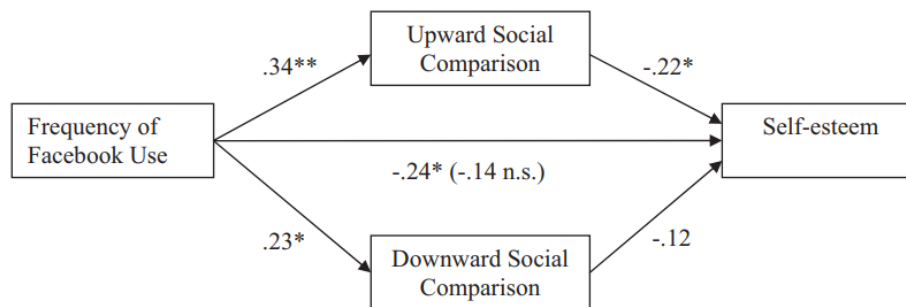 Upward Social
Comparison
.34**
-.22*
Frequency of
Facebook Use
Self-esteem
-.24* (-.14 n.s.)
.23*
-.12
Downward Social
Comparison